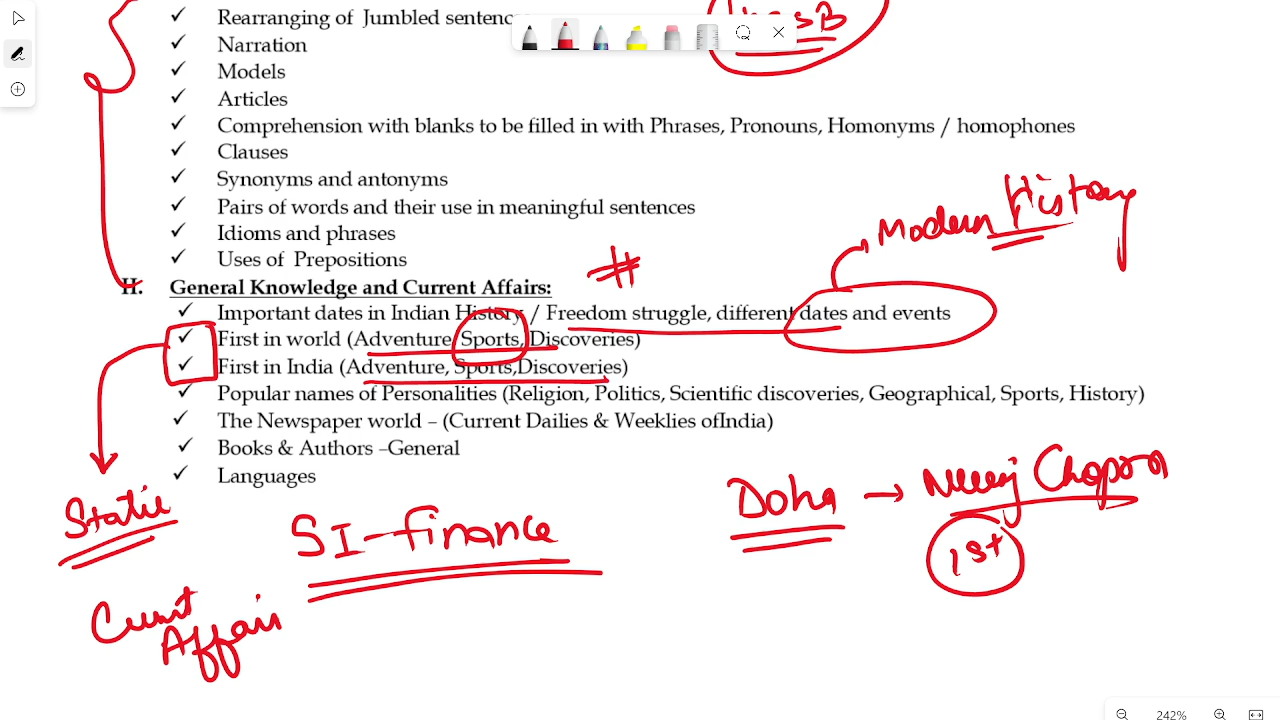 ✓ Rearranging of Jumbled sentences
✓ Narration
✓ Models
✓ Articles
✓ Comprehension with blanks to be filled in with Phrases, Pronouns, Homonyms / homophones
✓ Clauses
✓ Synonyms and antonyms
✓ Pairs of words and their use in meaningful sentences
Modern History
✓ Idioms and phrases
✓ Uses of Prepositions
#
II. General Knowledge and Current Affairs:
✓ Important dates in Indian History / Freedom struggle, different dates and events
✓ First in world (Adventure, Sports, Discoveries)
✓ First in India (Adventure, Sports,Discoveries)
✓ Popular names of Personalities (Religion, Politics, Scientific discoveries, Geographical, Sports, History)
✓ The Newspaper world – (Current Dailies & Weeklies ofIndia)
✓ Books & Authors –General
✓ Languages
Static
SI-finance
Doha → Neeraj Chopra
1st
Current
Affair
242%